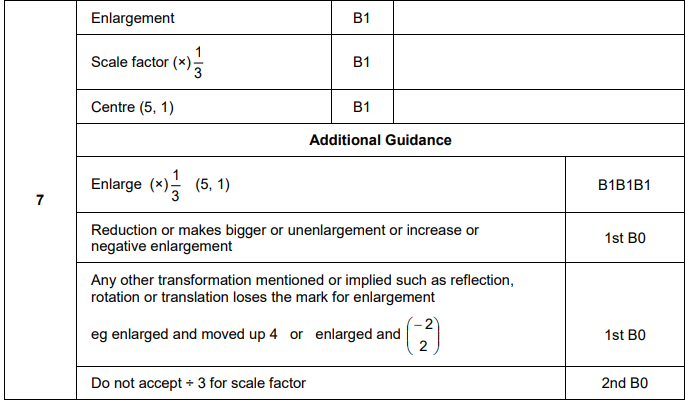 Enlargement B1
Scale factor (×) 1/3 B1
Centre (5, 1) B1
Additional Guidance
Enlarge (×) 1/3 (5, 1) B1B1B1
7
Reduction or makes bigger or unenlargement or increase or
negative enlargement 1st B0
Any other transformation mentioned or implied such as reflection,
rotation or translation loses the mark for enlargement
eg enlarged and moved up 4 or enlarged and (−2 2) 1st B0
Do not accept ÷ 3 for scale factor 2nd B0